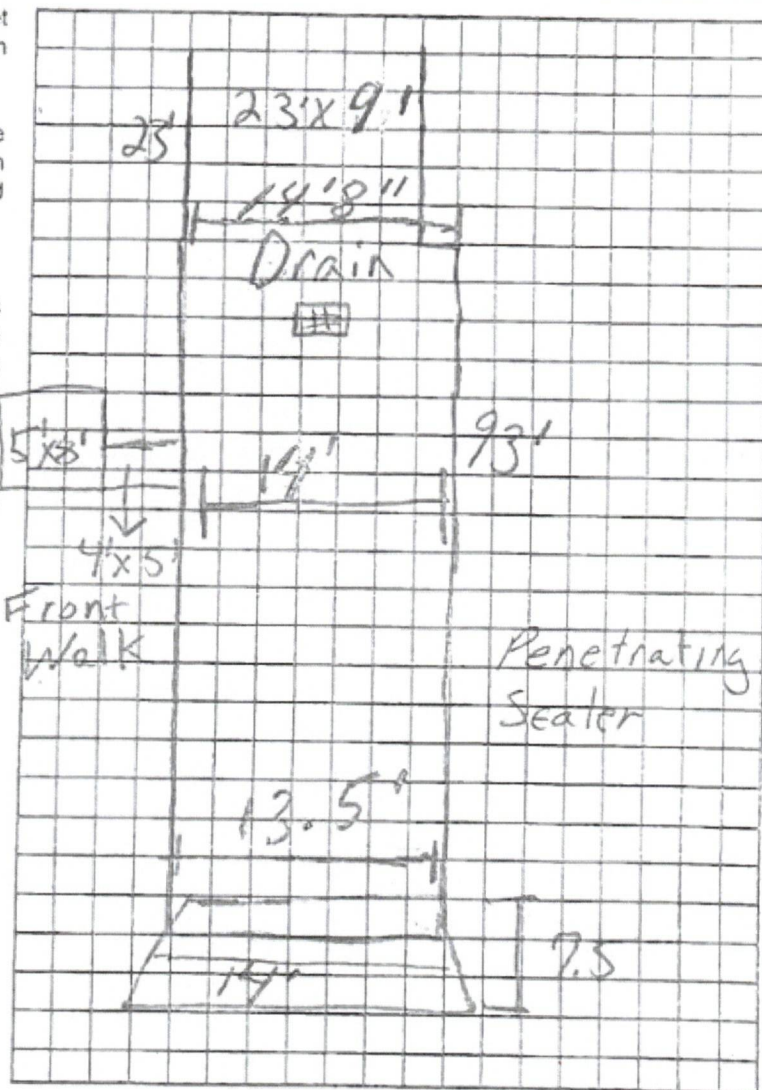 23' 23'x9'
14'8"
Drain
5'x8' 93'
14'
4'x5'
Front
Walk
Penetrating
Sealer
13.5'
14' 7.5